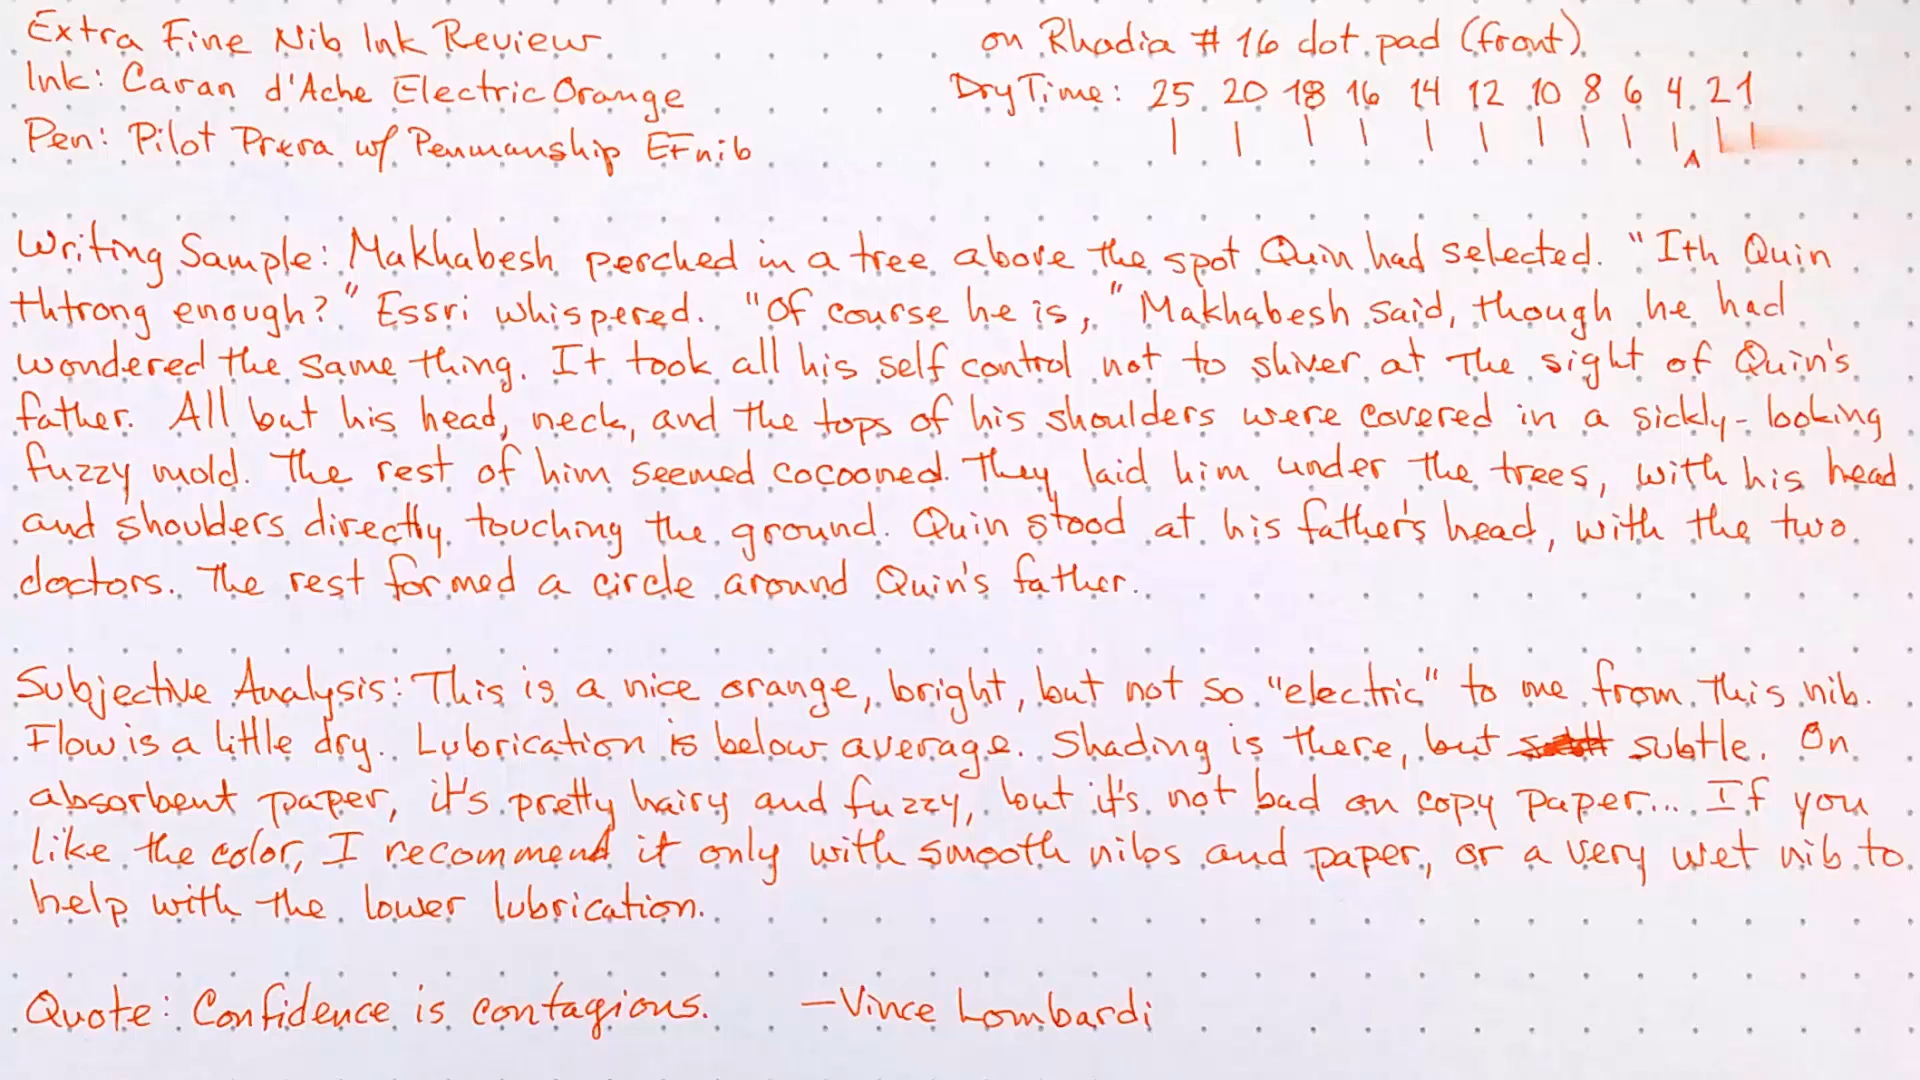 Extra Fine Nib Ink Review
on Rhodia # 16 dot pad (front)
Ink: Caran d'Ache Electric Orange
Dry Time: 25 20 18 16 14 12 10 8 6 4 2 1
Pen: Pilot Prera w/ Penmanship EF nib
Writing Sample: Makhabesh perched in a tree above the spot Quin had selected. "Ith Quin
thtrong enough?" Essri whispered. "Of course he is," Makhabesh said, though he had
wondered the same thing. It took all his self control not to shiver at the sight of Quin's
father. All but his head, neck, and the tops of his shoulders were covered in a sickly-looking
fuzzy mold. The rest of him seemed cocooned. They laid him under the trees, with his head
and shoulders directly touching the ground. Quin stood at his father's head, with the two
doctors. The rest formed a circle around Quin's father.
Subjective Analysis: This is a nice orange, bright, but not so "electric" to me from this nib.
Flow is a little dry. Lubrication is below average. Shading is there, but subtle. On
absorbent paper, it's pretty hairy and fuzzy, but it's not bad on copy paper... If you
like the color, I recommend it only with smooth nibs and paper, or a very wet nib to
help with the lower lubrication.
Quote: Confidence is contagious. —Vince Lombardi